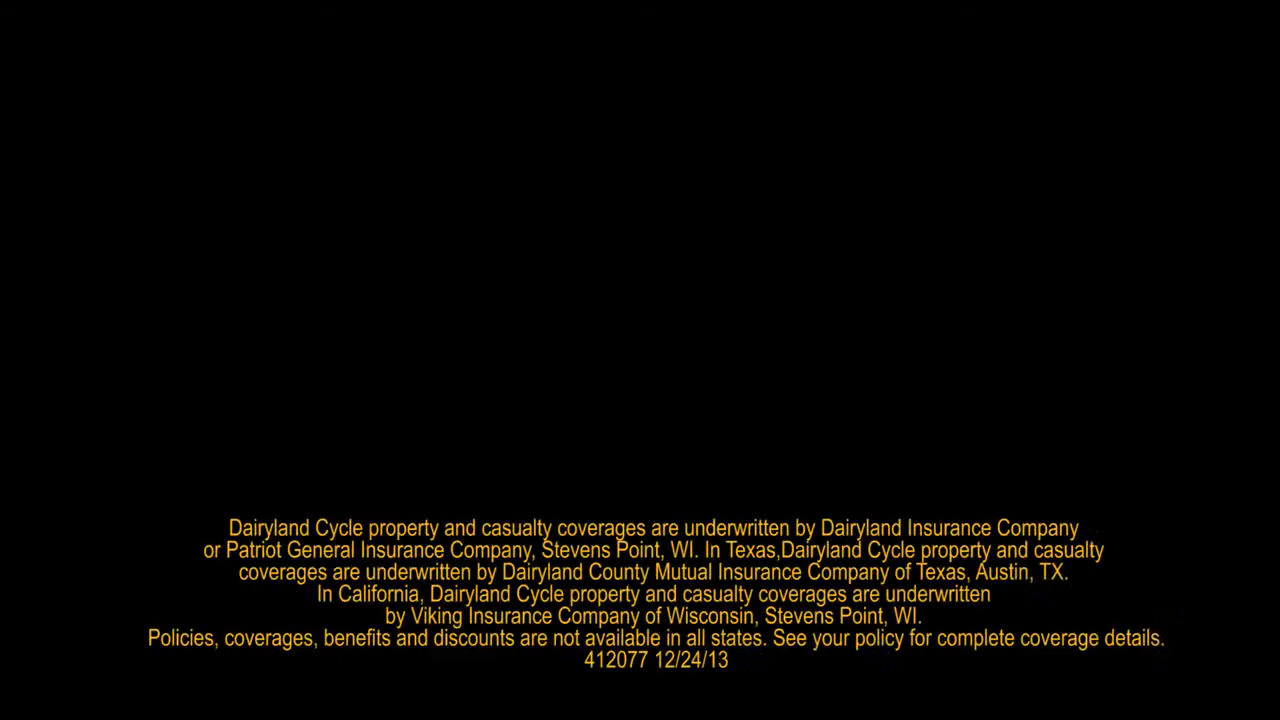 Dairyland Cycle property and casualty coverages are underwritten by Dairyland Insurance Company
or Patriot General Insurance Company, Stevens Point, WI. In Texas,Dairyland Cycle property and casualty
coverages are underwritten by Dairyland County Mutual Insurance Company of Texas, Austin, TX.
In California, Dairyland Cycle property and casualty coverages are underwritten
by Viking Insurance Company of Wisconsin, Stevens Point, WI.
Policies, coverages, benefits and discounts are not available in all states. See your policy for complete coverage details.
412077 12/24/13